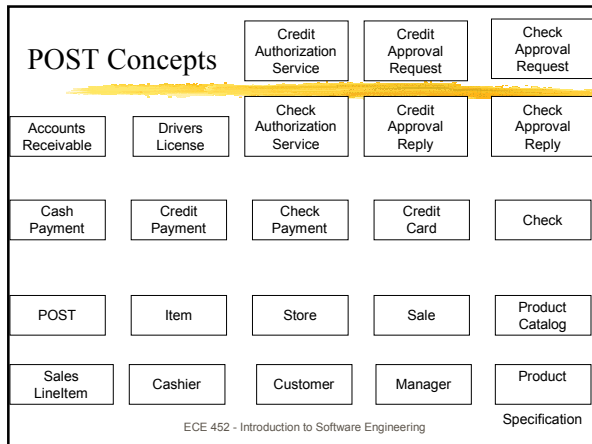 POST Concepts
Credit
Authorization
Service
Credit
Approval
Request
Check
Approval
Request
Accounts
Receivable
Drivers
License
Check
Authorization
Service
Credit
Approval
Reply
Check
Approval
Reply
Cash
Payment
Credit
Payment
Check
Payment
Credit
Card
Check
POST
Item
Store
Sale
Product
Catalog
Sales
LineItem
Cashier
Customer
Manager
Product
Specification
ECE 452 - Introduction to Software Engineering